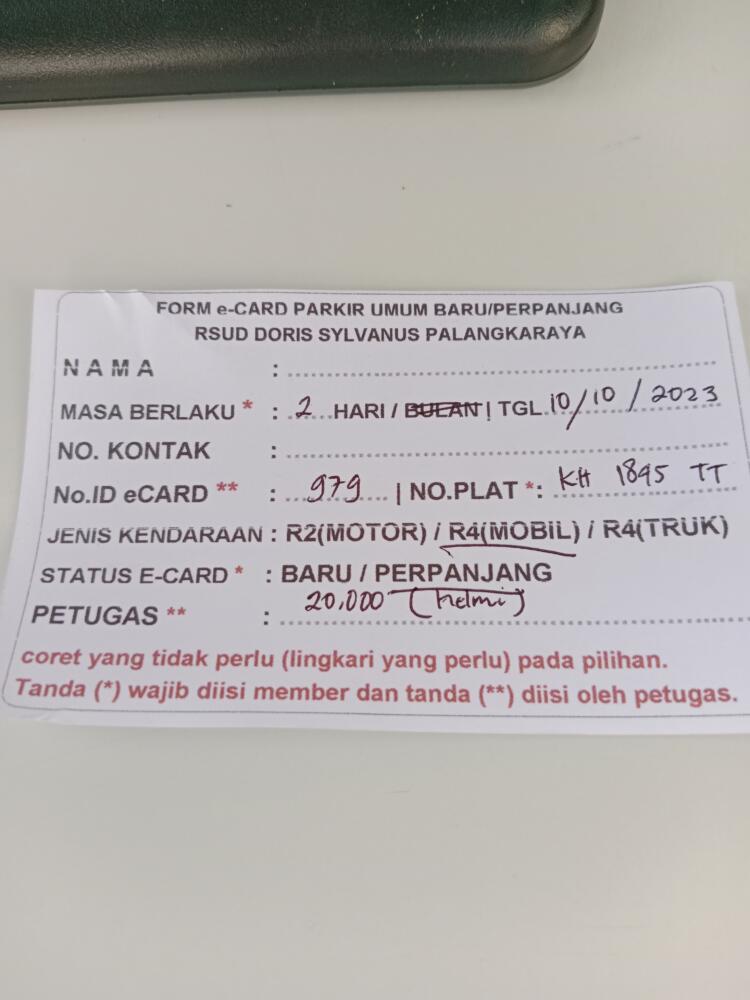 FORM e-CARD PARKIR UMUM BARU/PERPANJANG
RSUD DORIS SYLVANUS PALANGKARAYA
N A M A :
MASA BERLAKU * : 2 HARI / BULAN | TGL 10/10 / 2023
NO. KONTAK :
No.ID eCARD ** : 979 | NO.PLAT *: KH 1845 TT
JENIS KENDARAAN : R2(MOTOR) / R4(MOBIL) / R4(TRUK)
STATUS E-CARD * : BARU / PERPANJANG
PETUGAS ** : 20,000 (helmi)
coret yang tidak perlu (lingkari yang perlu) pada pilihan.
Tanda (*) wajib diisi member dan tanda (**) diisi oleh petugas.